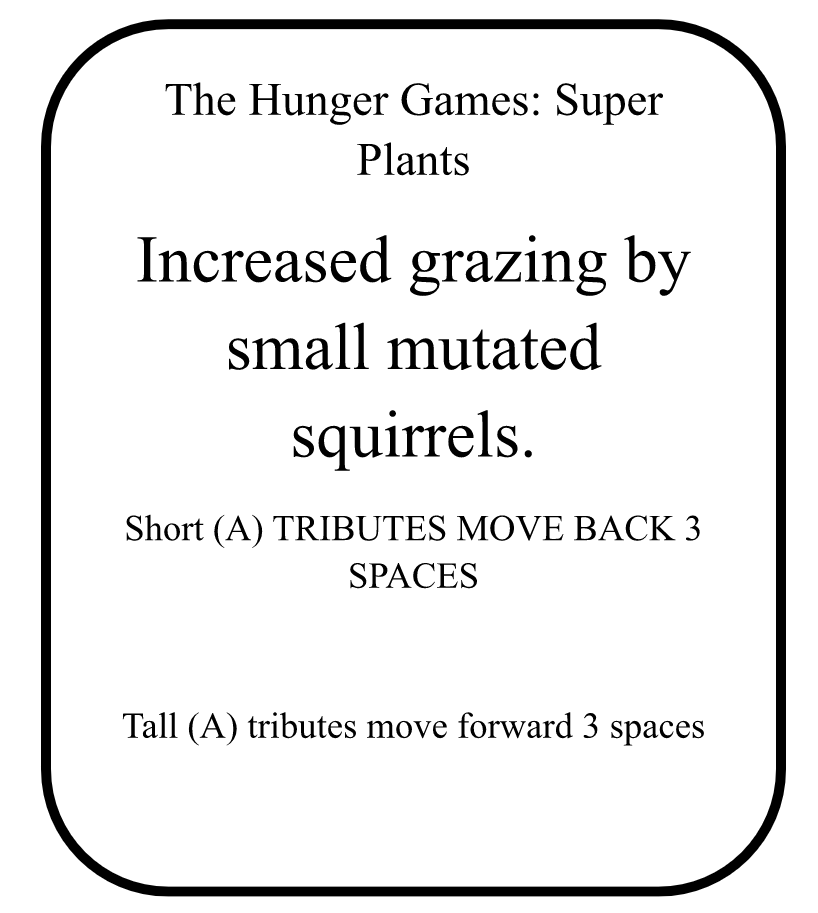 The Hunger Games: Super
Plants
Increased grazing by
small mutated
squirrels.
Short (A) TRIBUTES MOVE BACK 3
SPACES
Tall (A) tributes move forward 3 spaces